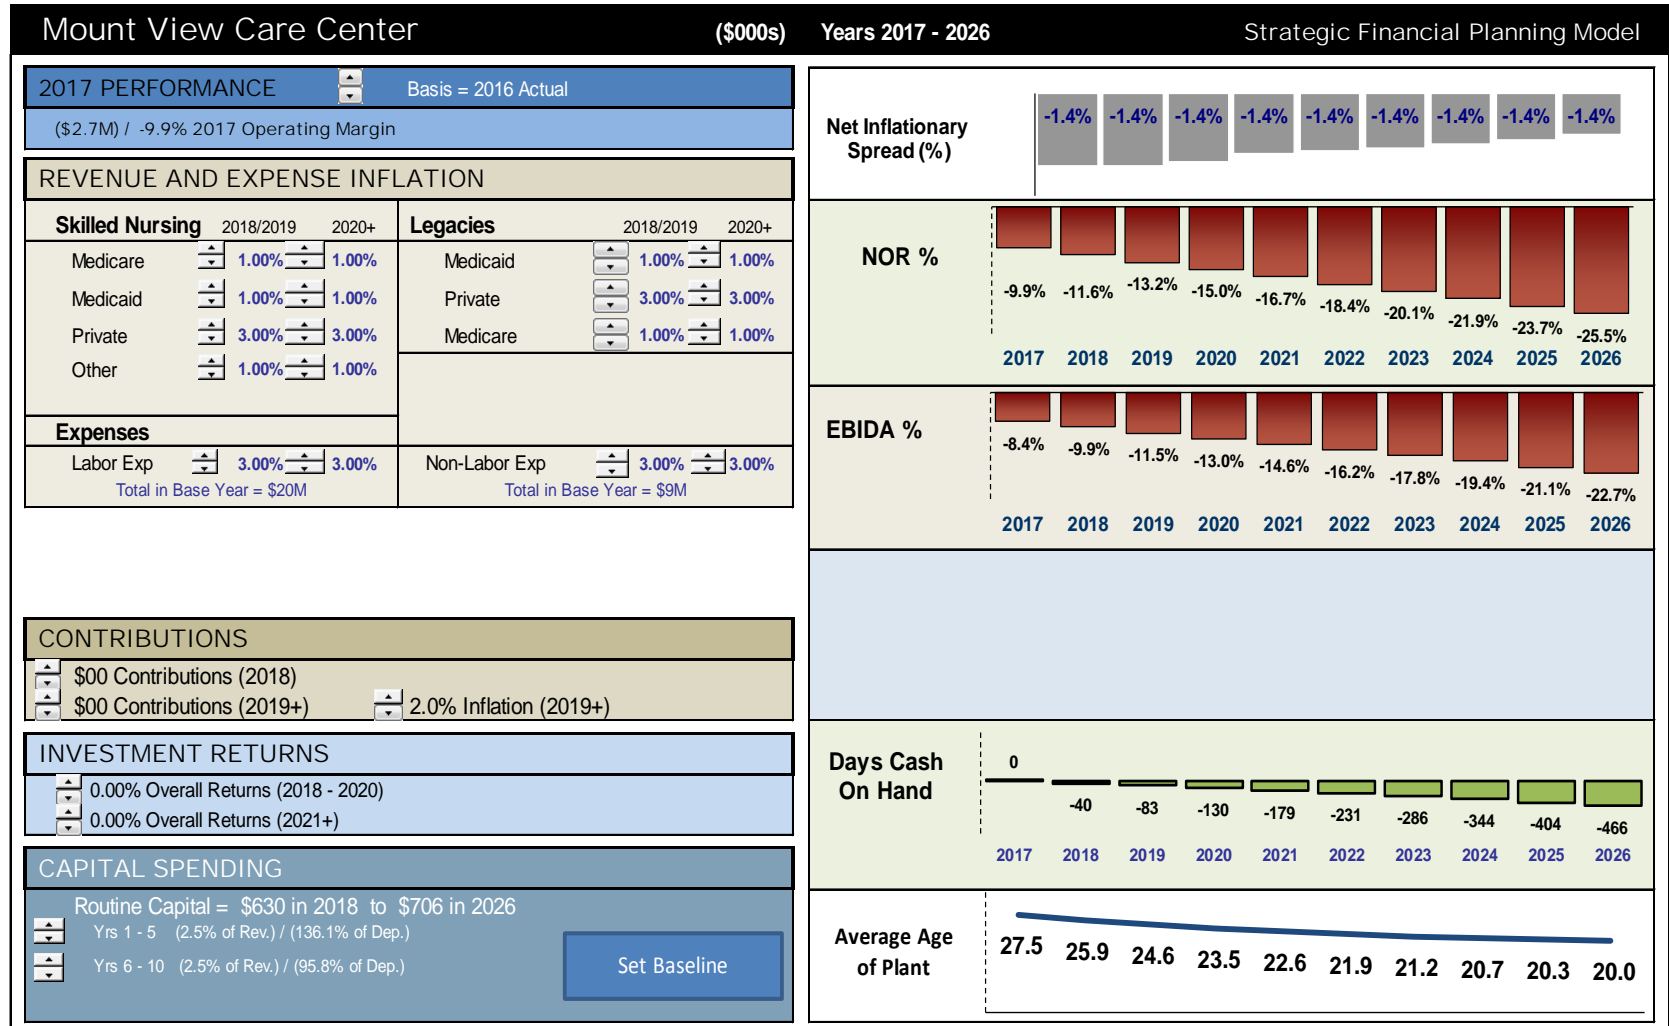 Mount View Care Center ($000s) Years 2017 - 2026 Strategic Financial Planning Model
2017 PERFORMANCE Basis = 2016 Actual
($2.7M) / -9.9% 2017 Operating Margin
REVENUE AND EXPENSE INFLATION
Skilled Nursing 2018/2019 2020+
Medicare 1.00% 1.00%
Medicaid 1.00% 1.00%
Private 3.00% 3.00%
Other 1.00% 1.00%
Legacies 2018/2019 2020+
Medicaid 1.00% 1.00%
Private 3.00% 3.00%
Medicare 1.00% 1.00%
Expenses
Labor Exp 3.00% 3.00%
Total in Base Year = $20M
Non-Labor Exp 3.00% 3.00%
Total in Base Year = $9M
CONTRIBUTIONS
$00 Contributions (2018)
$00 Contributions (2019+) 2.0% Inflation (2019+)
INVESTMENT RETURNS
0.00% Overall Returns (2018 - 2020)
0.00% Overall Returns (2021+)
CAPITAL SPENDING
Routine Capital = $630 in 2018 to $706 in 2026
Yrs 1 - 5 (2.5% of Rev.) / (136.1% of Dep.)
Yrs 6 - 10 (2.5% of Rev.) / (95.8% of Dep.)
Set Baseline
Net Inflationary
Spread (%)
-1.4% -1.4% -1.4% -1.4% -1.4% -1.4% -1.4% -1.4% -1.4%
NOR %
-9.9% -11.6% -13.2% -15.0% -16.7% -18.4% -20.1% -21.9% -23.7% -25.5%
2017 2018 2019 2020 2021 2022 2023 2024 2025 2026
EBIDA %
-8.4% -9.9% -11.5% -13.0% -14.6% -16.2% -17.8% -19.4% -21.1% -22.7%
2017 2018 2019 2020 2021 2022 2023 2024 2025 2026
Days Cash
On Hand
0 -40 -83 -130 -179 -231 -286 -344 -404 -466
2017 2018 2019 2020 2021 2022 2023 2024 2025 2026
Average Age
of Plant
27.5 25.9 24.6 23.5 22.6 21.9 21.2 20.7 20.3 20.0